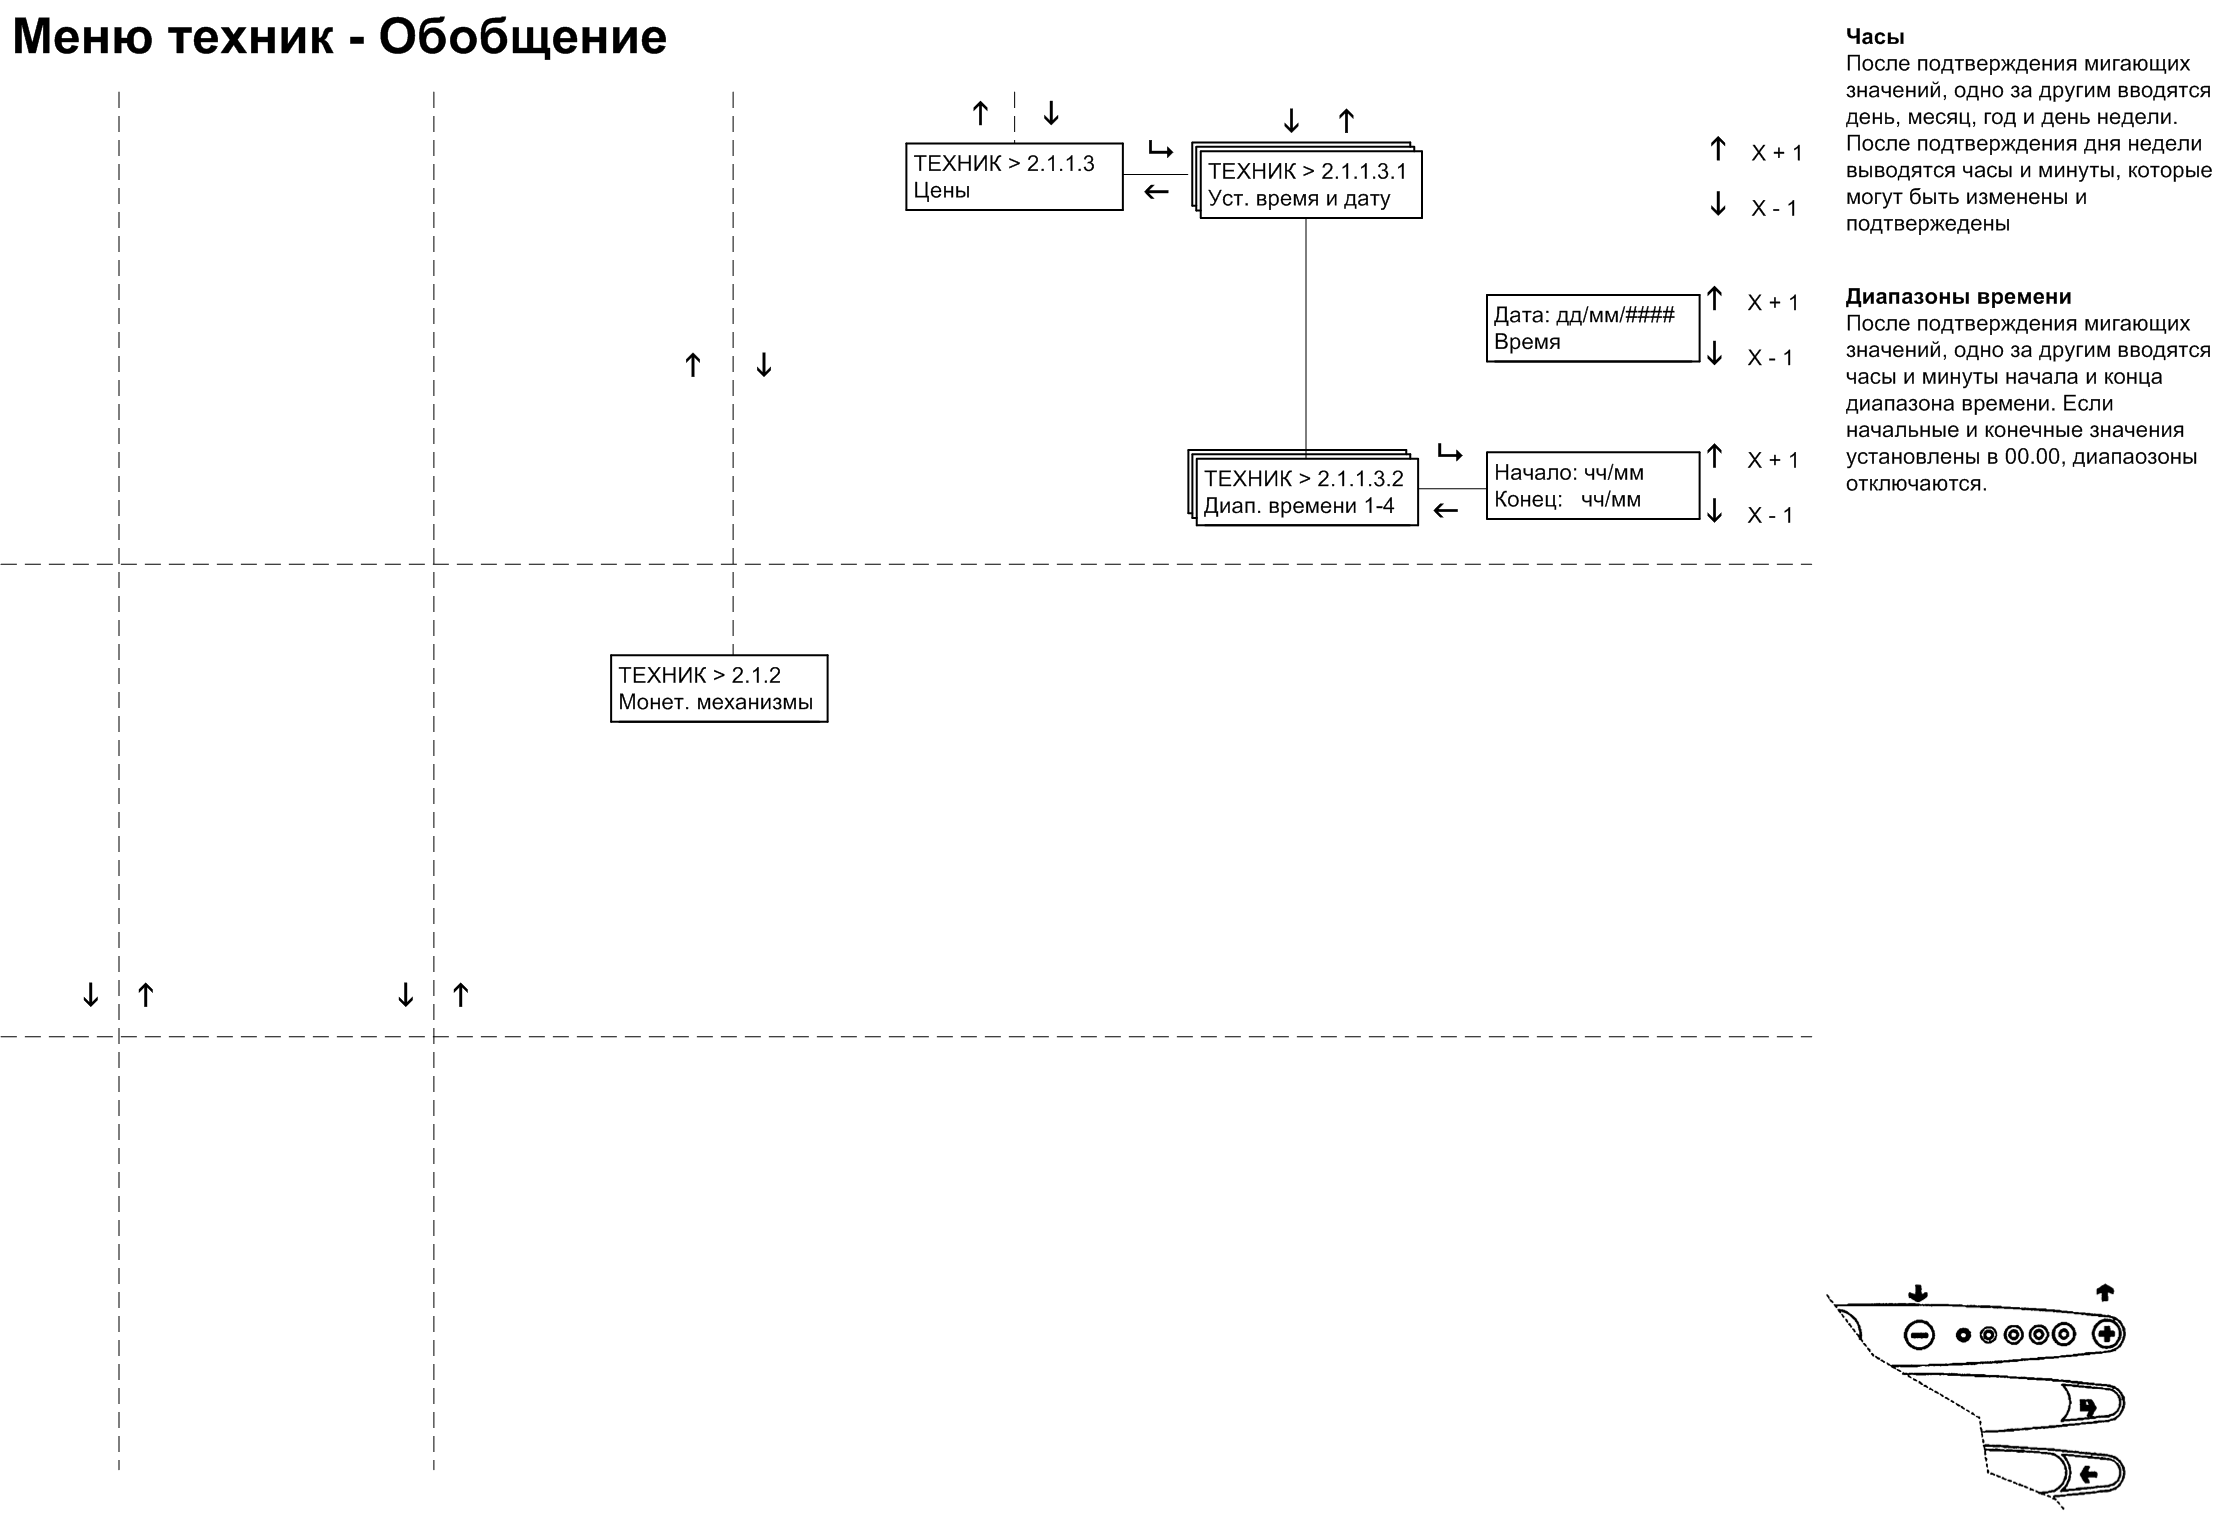 Меню техник - Обобщение
ТЕХНИК > 2.1.1.3
Цены
ТЕХНИК > 2.1.1.3.1
Уст. время и дату
X + 1
X - 1
Часы
После подтверждения мигающих
значений, одно за другим вводятся
день, месяц, год и день недели.
После подтверждения дня недели
выводятся часы и минуты, которые
могут быть изменены и
подтвержедены
Дата: дд/мм/####
Время
X + 1
X - 1
Диапазоны времени
После подтверждения мигающих
значений, одно за другим вводятся
часы и минуты начала и конца
диапазона времени. Если
начальные и конечные значения
установлены в 00.00, диапаозоны
отключаются.
ТЕХНИК > 2.1.1.3.2
Диап. времени 1-4
Начало: чч/мм
Конец: чч/мм
X + 1
X - 1
ТЕХНИК > 2.1.2
Монет. механизмы